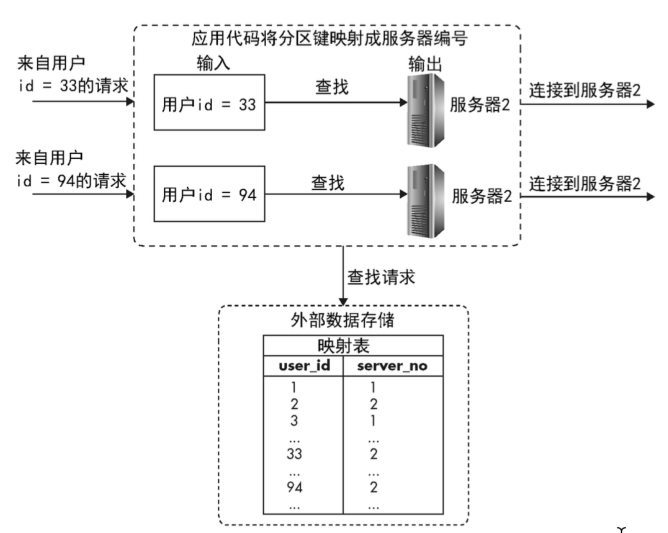 应用代码将分区键映射成服务器编号
来自用户
id = 33的请求
输入
用户id = 33
查找
输出
服务器2
连接到服务器2
来自用户
id = 94的请求
用户id = 94
查找
服务器2
连接到服务器2
查找请求
外部数据存储
映射表
user_id server_no
1 1
2 2
3 1
... ...
33 2
... ...
94 2
... ...